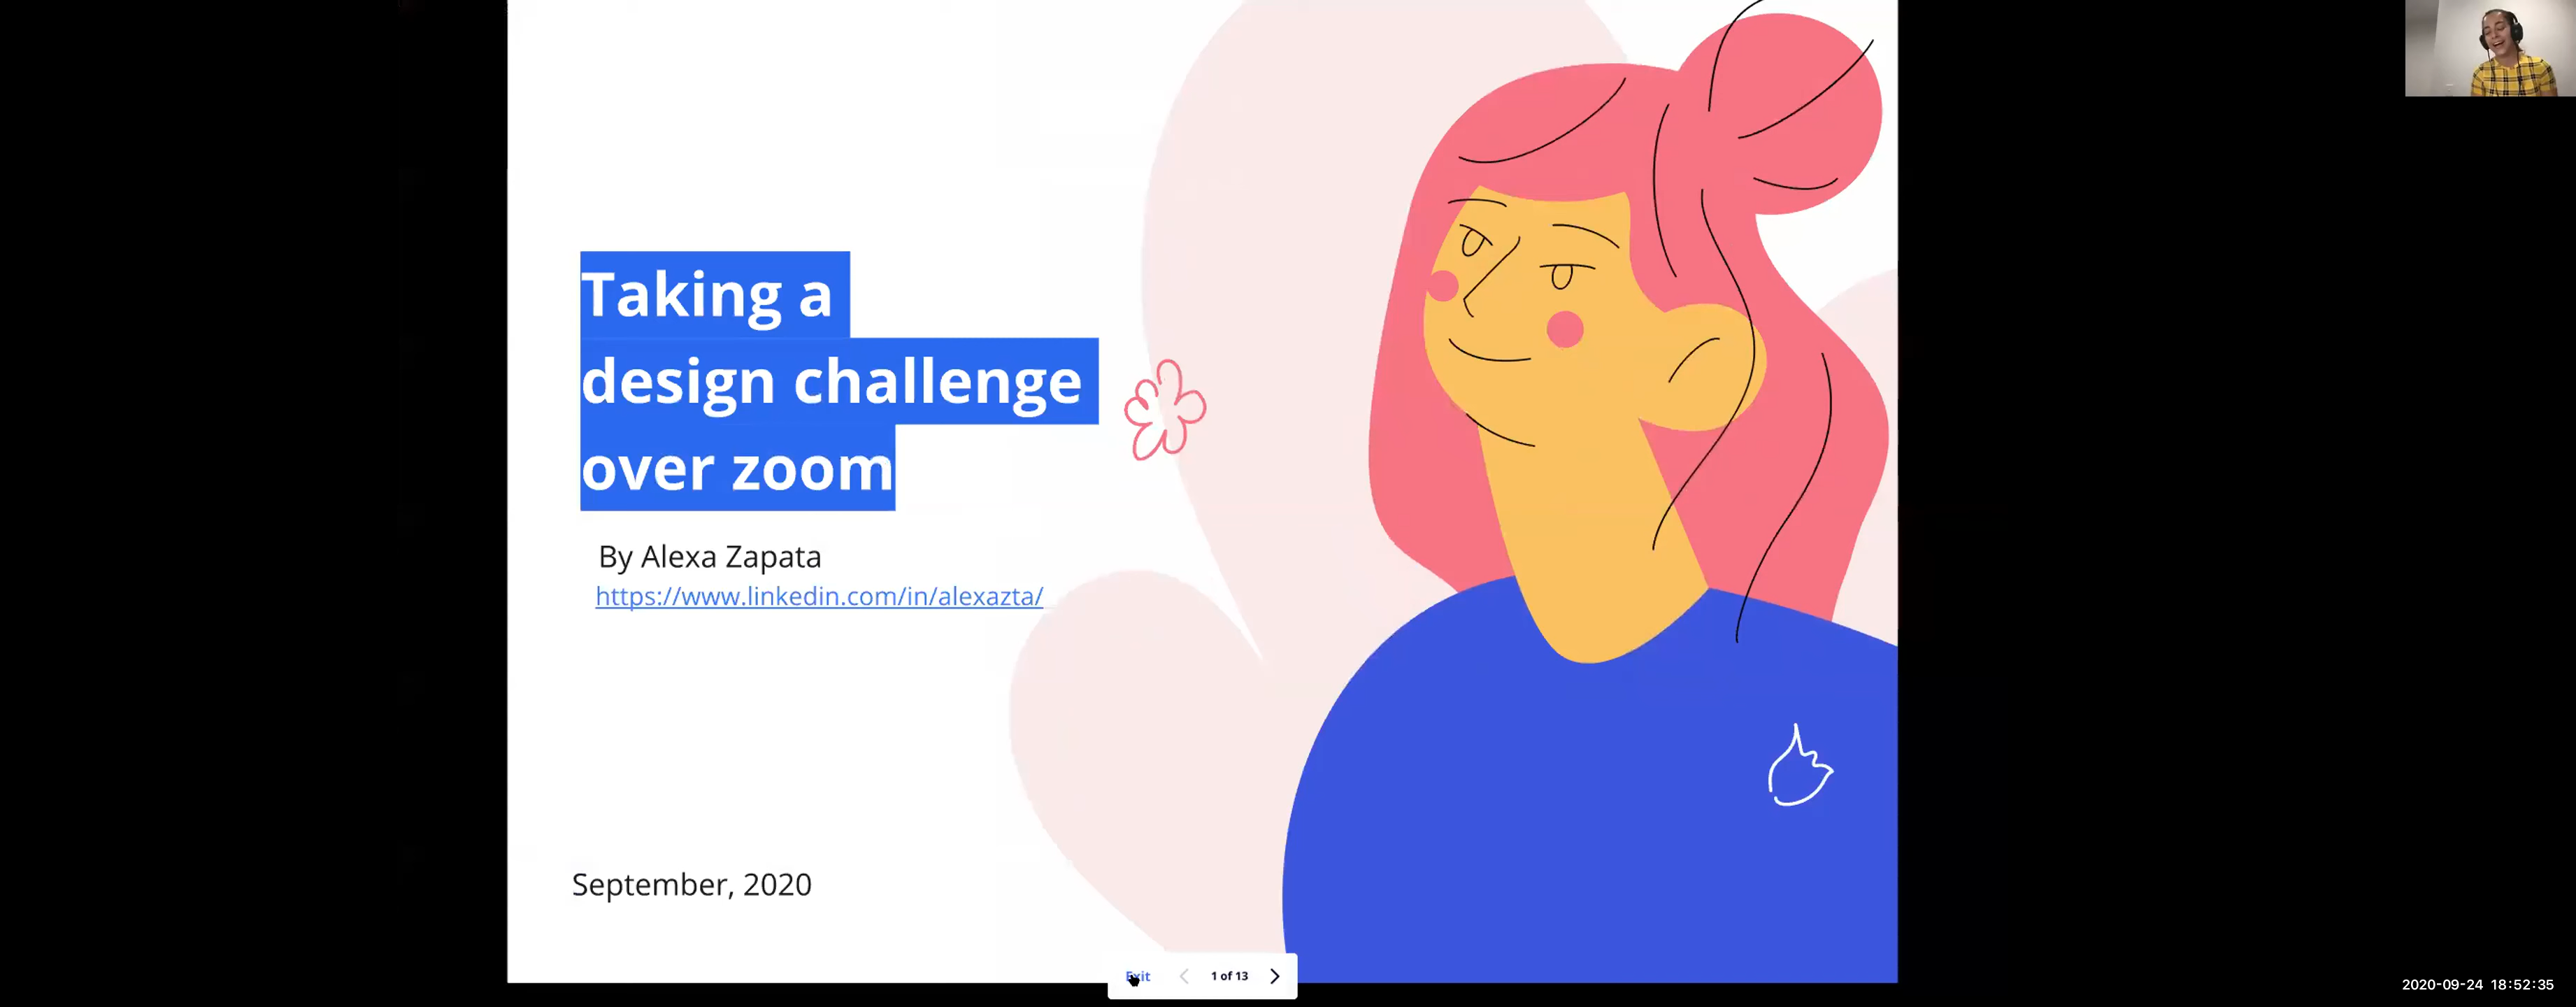 Taking a
design challenge
over zoom
By Alexa Zapata
https://www.linkedin.com/in/alexazta/
September, 2020
Exit
1 of 13
2020-09-24 18:52:35